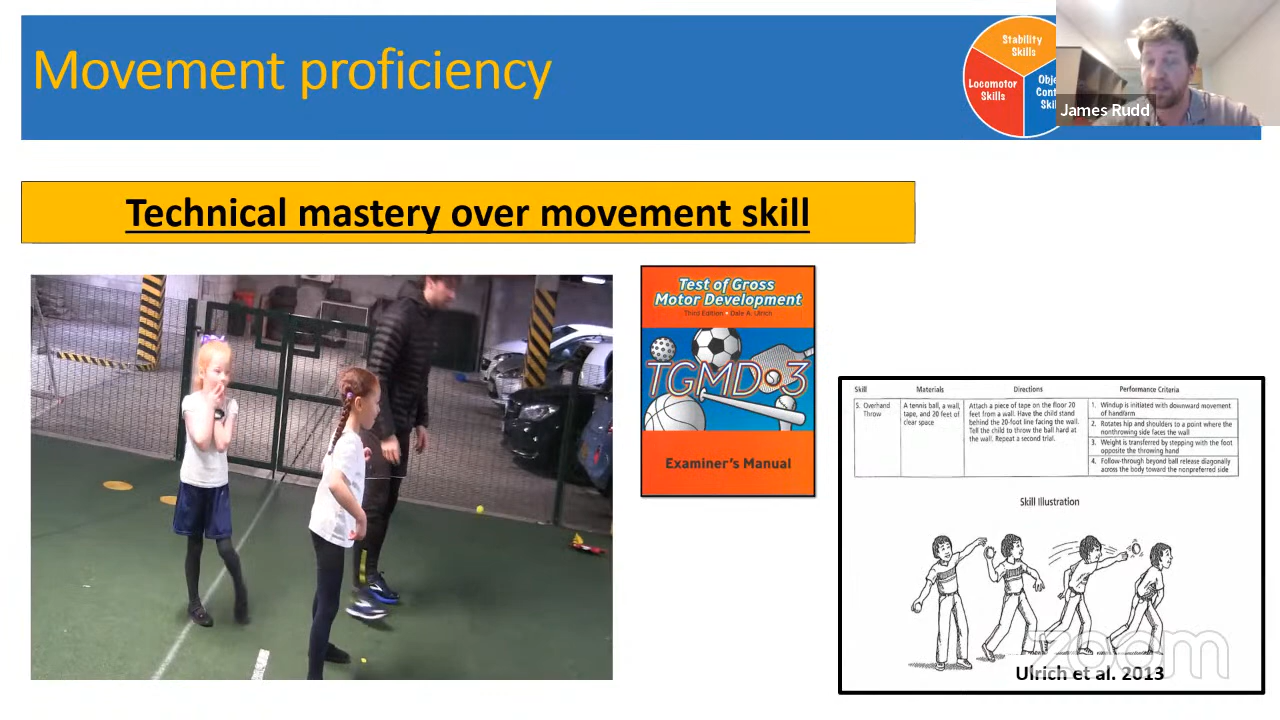 Movement proficiency
Stability
Skills
Locomotor
Skills
Obje
Cont
Skil
James Rudd
Technical mastery over movement skill
Test of Gross
Motor Development
Third Edition • Dale A. Ulrich
TGMD-3
Examiner's Manual
Skill Materials Directions Performance Criteria
5. Overhand
Throw
A tennis ball, a wall,
tape, and 20 feet of
clear space
Attach a piece of tape on the floor 20
feet from a wall. Have the child stand
behind the 20-foot line facing the wall.
Tell the child to throw the ball hard at
the wall. Repeat a second trial.
1. Windup is initiated with downward movement
of hand/arm
2. Rotates hip and shoulders to a point where the
nonthrowing side faces the wall
3. Weight is transferred by stepping with the foot
opposite the throwing hand
4. Follow-through beyond ball release diagonally
across the body toward the nonpreferred side
Skill Illustration
zoom
Ulrich et al. 2013